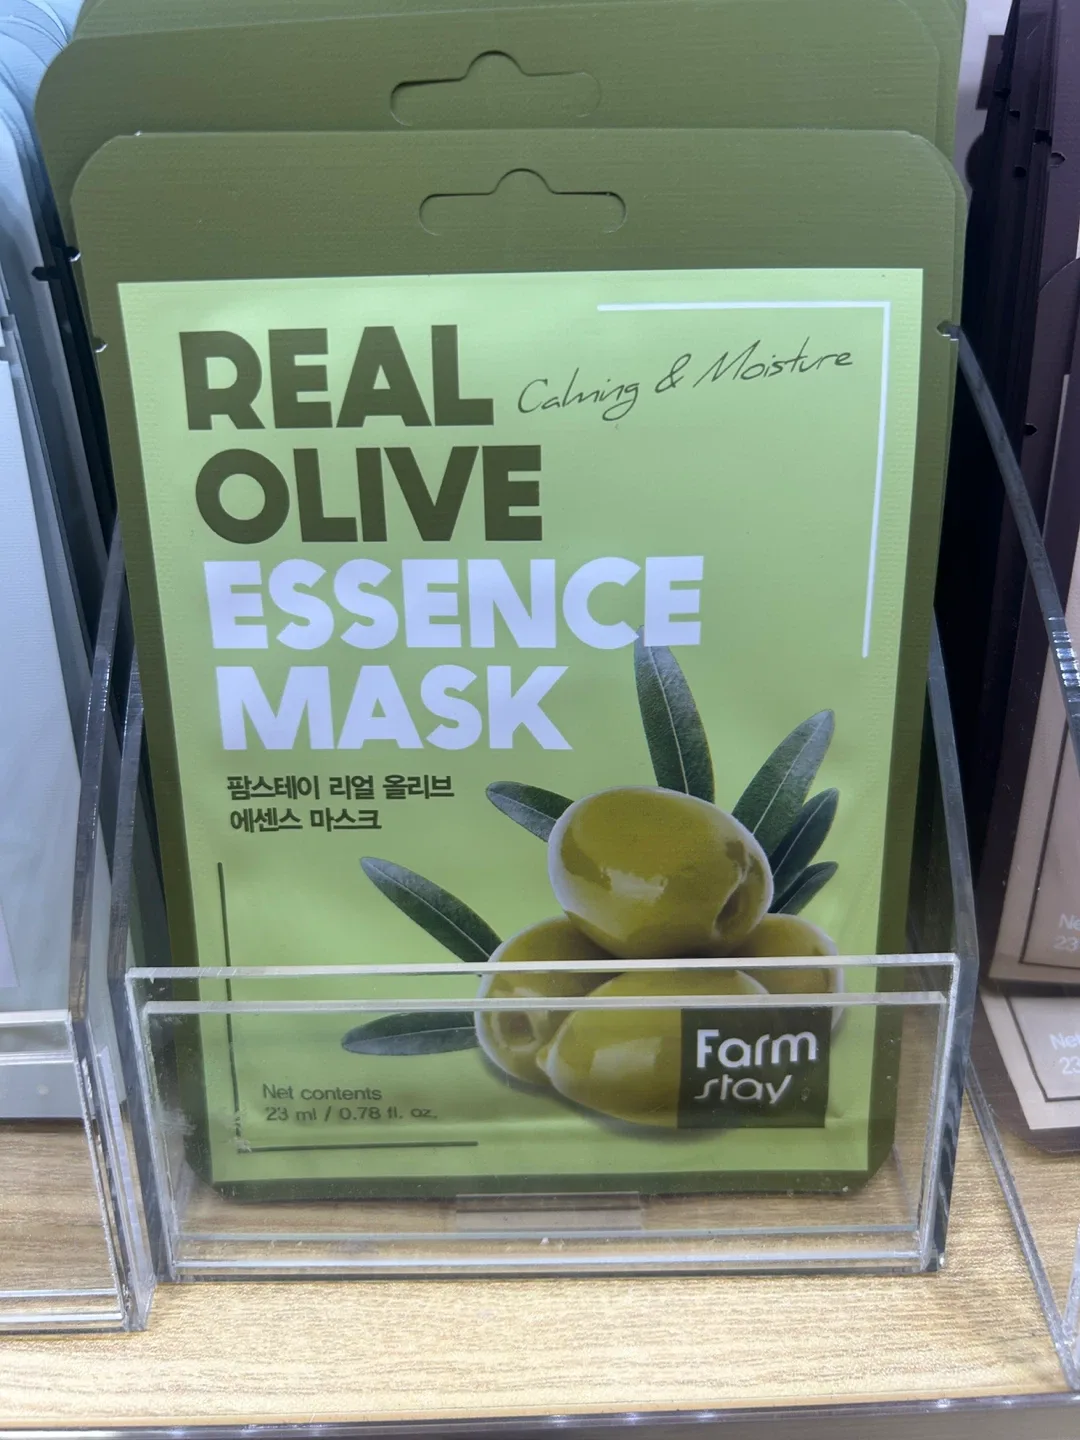 REAL
Calming & Moisture
OLIVE
ESSENCE
MASK
팜스테이 리얼 올리브
에센스 마스크
Farm
stay
Net contents
23 ml / 0.78 fl. oz.